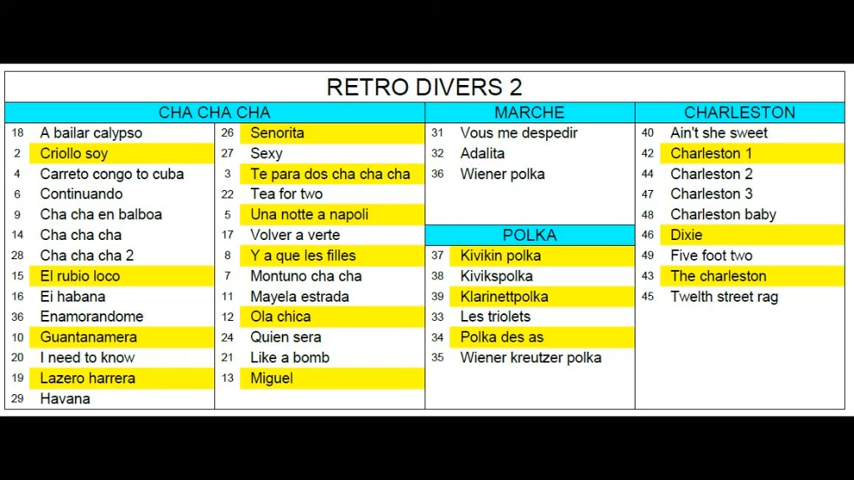 RETRO DIVERS 2
CHA CHA CHA
18 A bailar calypso
2 Criollo soy
4 Carreto congo to cuba
6 Continuando
9 Cha cha en balboa
14 Cha cha cha
28 Cha cha cha 2
15 El rubio loco
16 Ei habana
36 Enamorandome
10 Guantanamera
20 I need to know
19 Lazero harrera
29 Havana
26 Senorita
27 Sexy
3 Te para dos cha cha cha
22 Tea for two
5 Una notte a napoli
17 Volver a verte
8 Y a que les filles
7 Montuno cha cha
11 Mayela estrada
12 Ola chica
24 Quien sera
21 Like a bomb
13 Miguel
MARCHE
31 Vous me despedir
32 Adalita
36 Wiener polka
POLKA
37 Kivikin polka
38 Kivikspolka
39 Klarinettpolka
33 Les triolets
34 Polka des as
35 Wiener kreutzer polka
CHARLESTON
40 Ain't she sweet
42 Charleston 1
44 Charleston 2
47 Charleston 3
48 Charleston baby
46 Dixie
49 Five foot two
43 The charleston
45 Twelth street rag